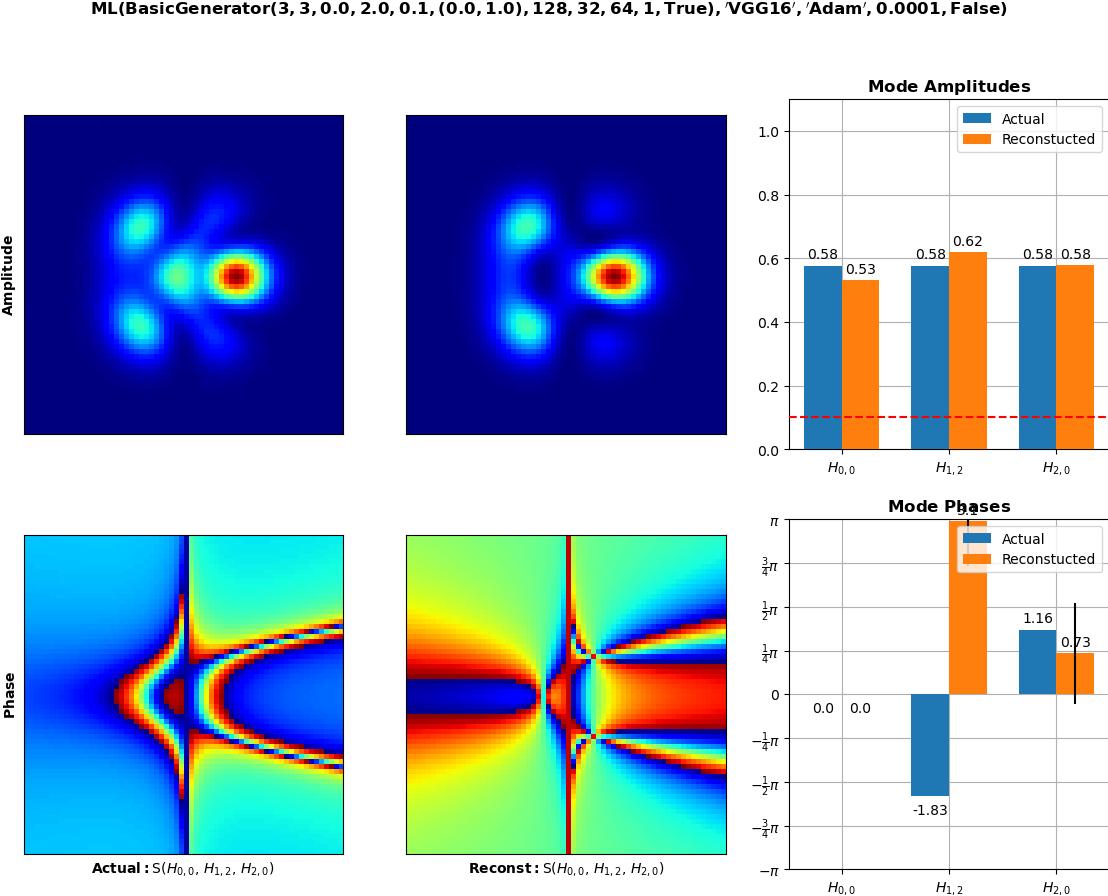 ML(BasicGenerator(3, 3, 0.0, 2.0, 0.1, (0.0, 1.0), 128, 32, 64, 1, True), ′VGG16′, ′Adam′, 0.0001, False)
Mode Amplitudes
Amplitude
1.0
0.8
0.6
0.4
0.2
0.0
Actual
Reconstucted
0.58
0.53
0.58
0.62
0.58
0.58
H0,0
H1,2
H2,0
Mode Phases
Phase
π
3/4π
1/2π
1/4π
0
−1/4π
−1/2π
−3/4π
−π
Actual
Reconstucted
0.0
0.0
-1.83
3.1
1.16
0.73
H0,0
H1,2
H2,0
Actual: S(H0,0, H1,2, H2,0)
Reconst: S(H0,0, H1,2, H2,0)